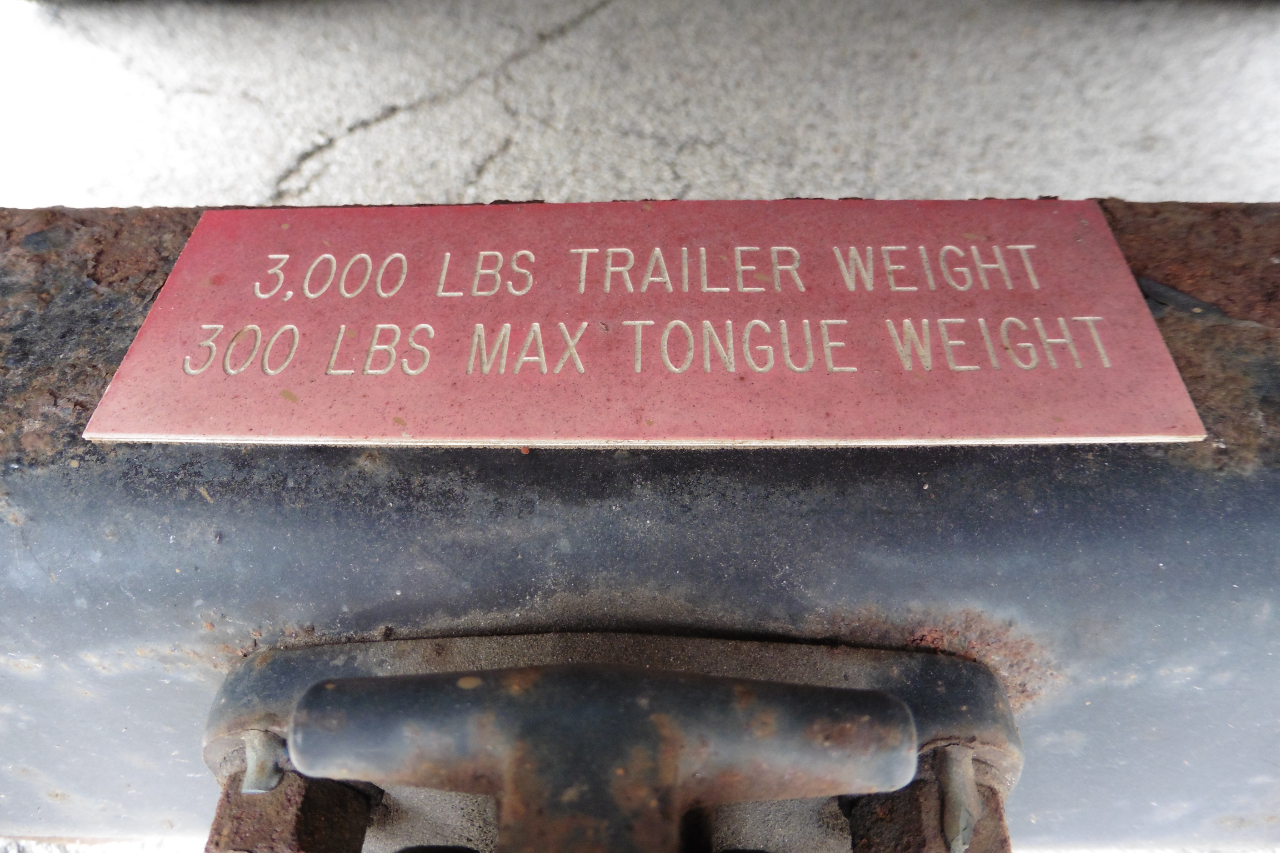 3,000 LBS TRAILER WEIGHT
300 LBS MAX TONGUE WEIGHT